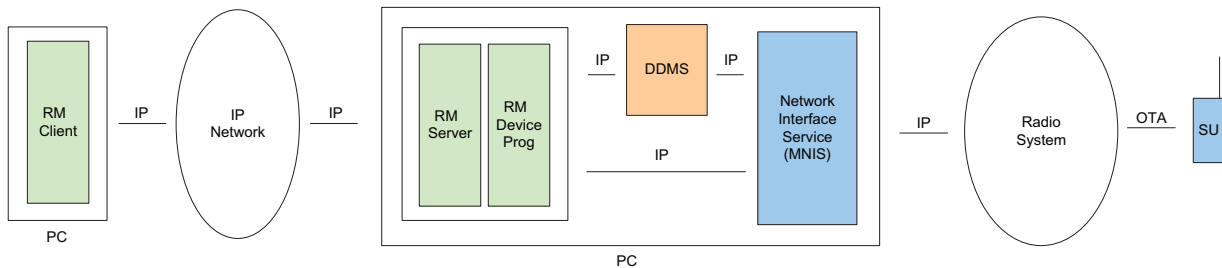 RM
Client
PC
IP
IP
Network
IP
RM
Server
RM
Device
Prog
IP
DDMS
IP
IP
Network
Interface
Service
(MNIS)
PC
IP
Radio
System
OTA
SU